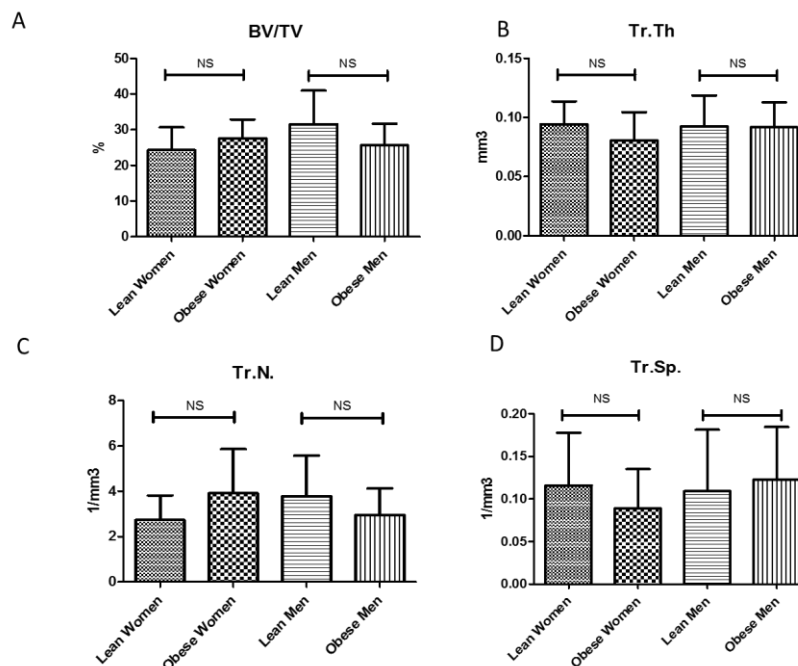 A
BV/TV
NS
NS
50
40
30
20
10
0
%
Lean Women
Obese Women
Lean Men
Obese Men
B
Tr.Th
NS
NS
0.15
0.10
0.05
0.00
mm3
Lean Women
Obese Women
Lean Men
Obese Men
C
Tr.N.
NS
NS
8
6
4
2
0
1/mm3
Lean Women
Obese Women
Lean Men
Obese Men
D
Tr.Sp.
NS
NS
0.20
0.15
0.10
0.05
0.00
1/mm3
Lean Women
Obese Women
Lean Men
Obese Men